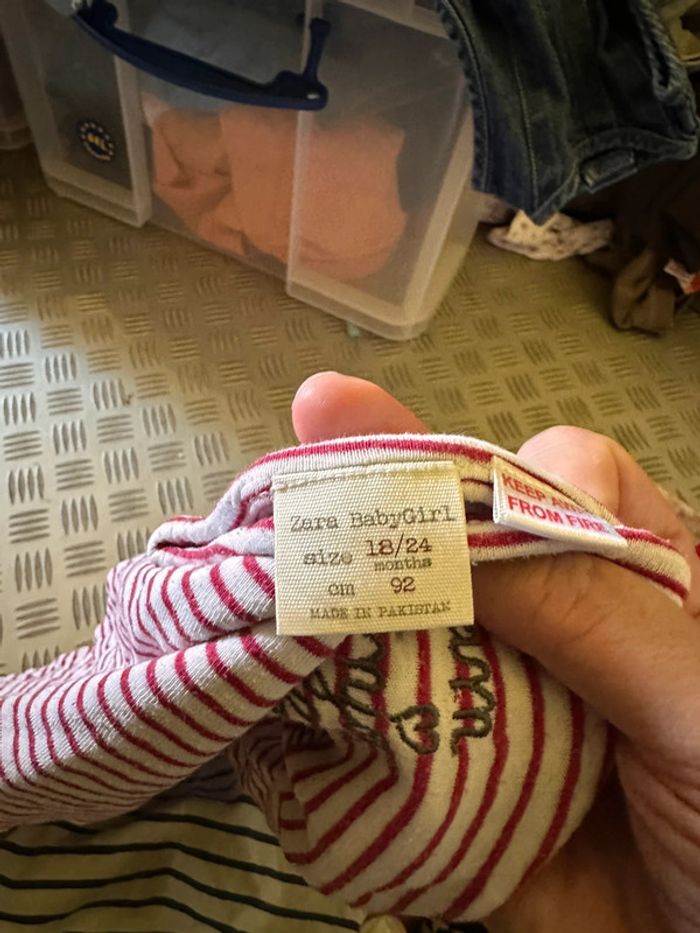 Zara BabyGirl
size 18/24
months
cm 92
MADE IN PAKISTAN
KEEP
FROM FIRE